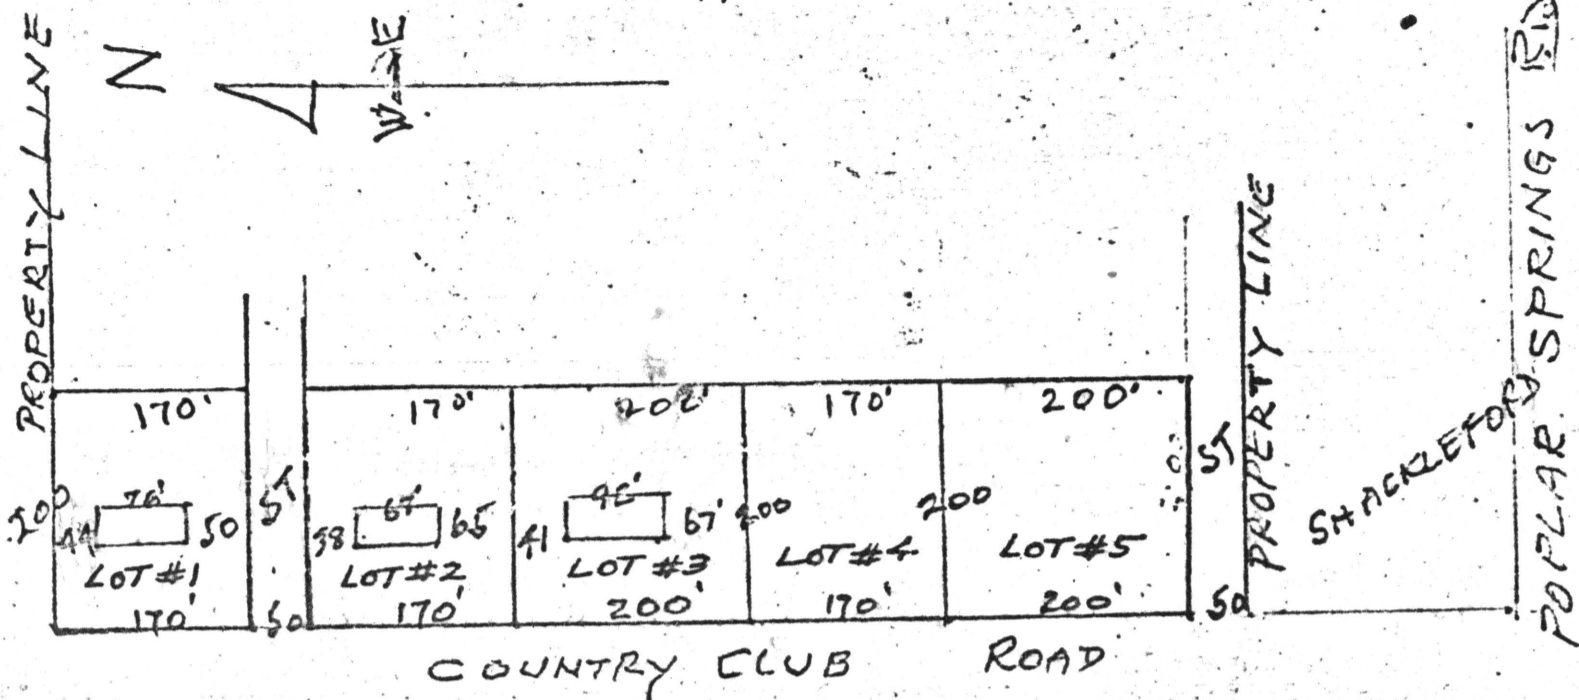 PROPERTY LINE
N
W E
POPLAR SPRINGS RD
PROPERTY LINE
SHACKLEFORD
170'
170'
202'
170'
200'
200
76'
44
50
LOT #1
170'
ST
50
38
67'
65
LOT #2
170'
41
96'
67'
LOT #3
200'
200
LOT #4
170'
200
LOT #5
200'
ST
50
COUNTRY CLUB ROAD